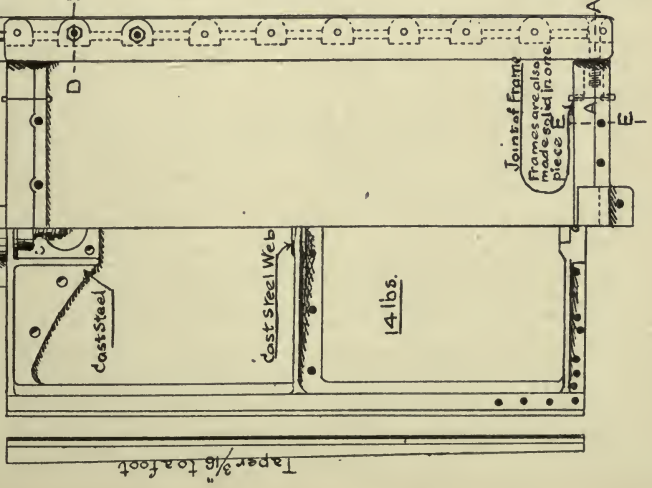 A
D
Joint of Frame
Frames are also
made solid in one
piece
A
E
E
Cast Steel
Cast Steel Web
14 lbs.
Taper 3/16" to a foot